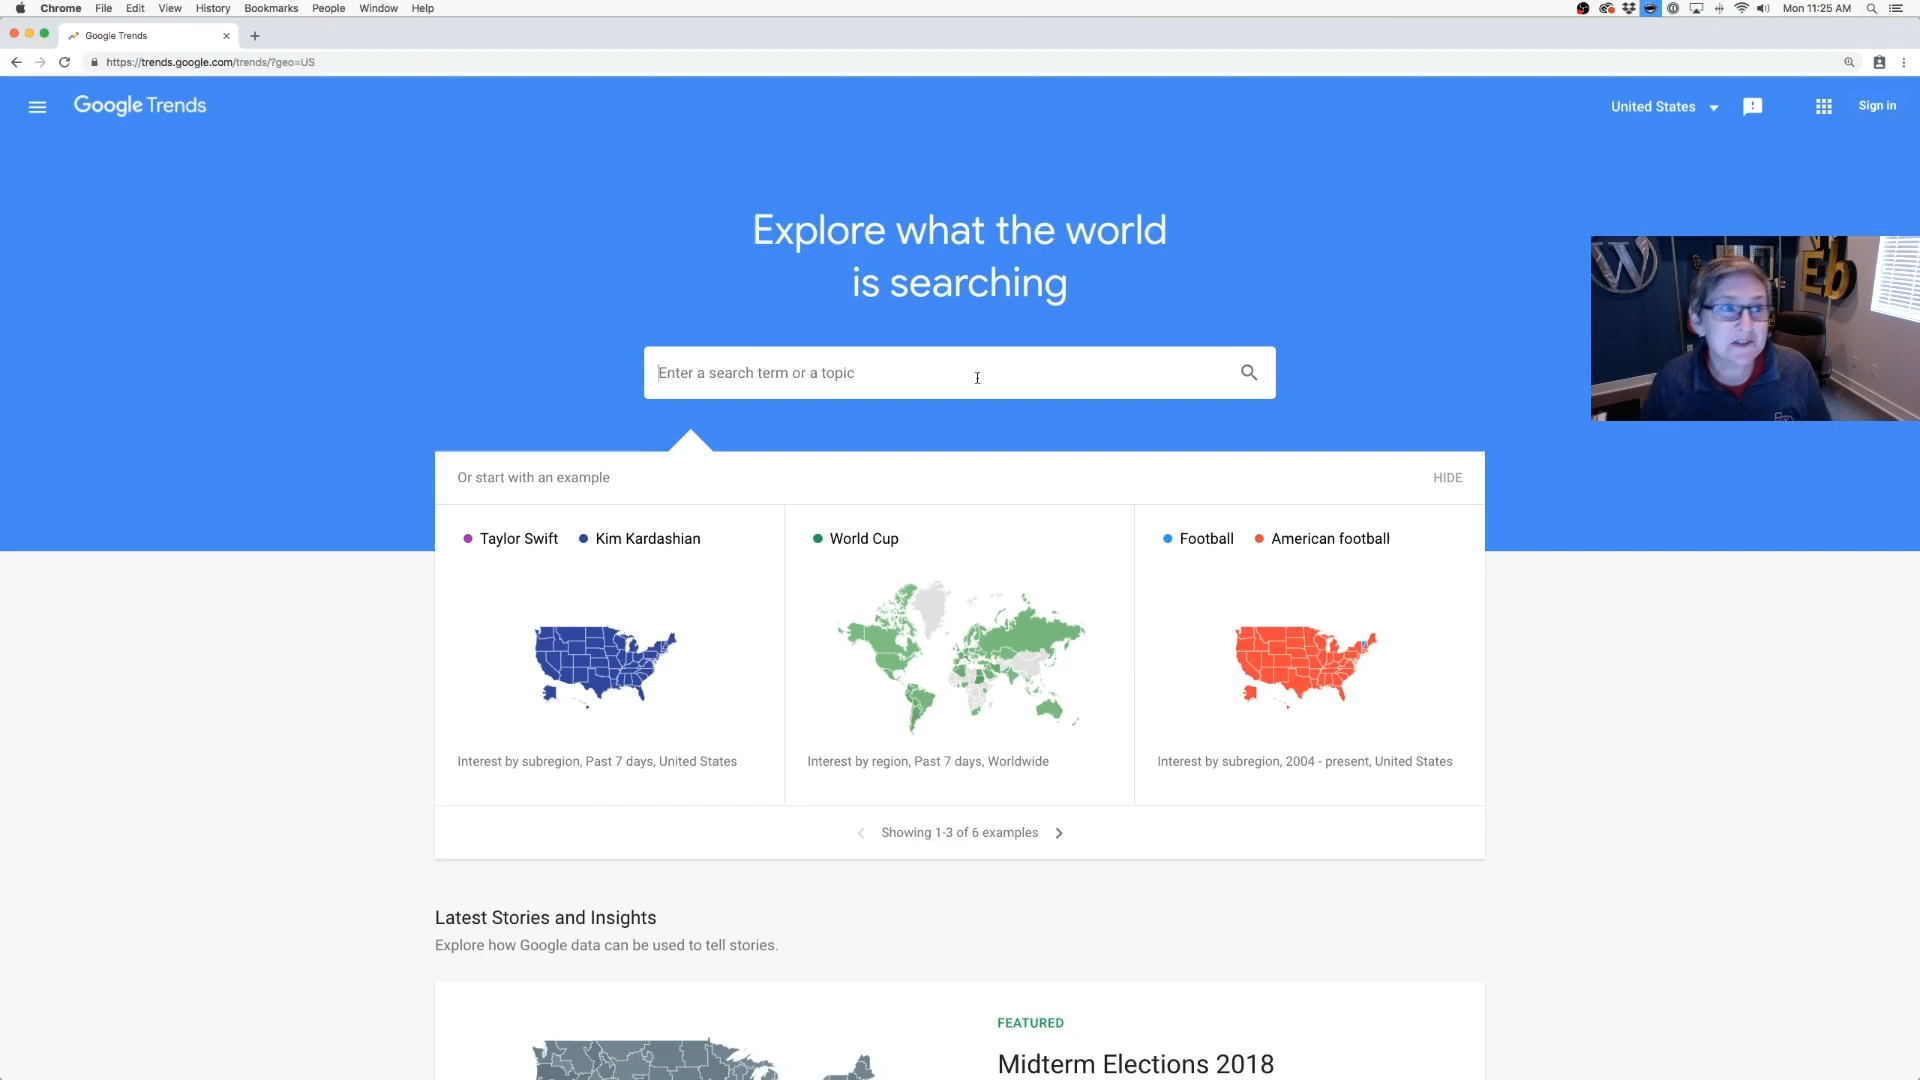 Chrome File Edit View History Bookmarks People Window Help Mon 11:25 AM
Google Trends
https://trends.google.com/trends/?geo=US
Google Trends United States Sign in
Explore what the world
is searching
Enter a search term or a topic
Or start with an example HIDE
Taylor Swift Kim Kardashian World Cup Football American football
Interest by subregion, Past 7 days, United States Interest by region, Past 7 days, Worldwide Interest by subregion, 2004 - present, United States
Showing 1-3 of 6 examples
Latest Stories and Insights
Explore how Google data can be used to tell stories.
FEATURED
Midterm Elections 2018
W
Eb